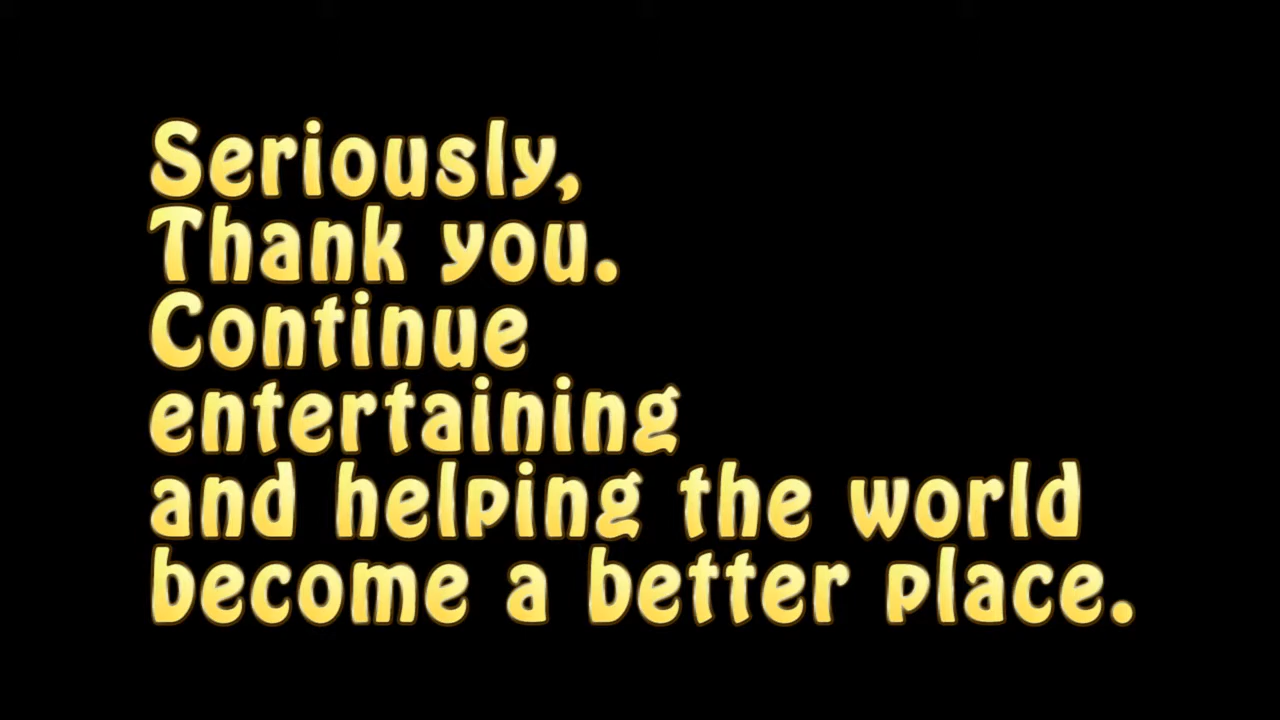 Seriously,
Thank you.
Continue
entertaining
and helping the world
become a better place.